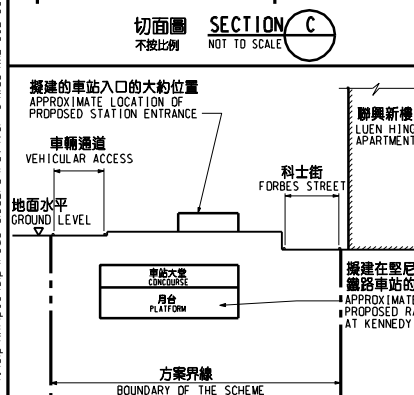 切面圖 SECTION C
不按比例 NOT TO SCALE
擬建的車站入口的大約位置
APPROXIMATE LOCATION OF
PROPOSED STATION ENTRANCE
聯興新樓
LUEN HING
APARTMENT
車輛通道
VEHICULAR ACCESS
科士街
FORBES STREET
地面水平
GROUND LEVEL
車站大堂
CONCOURSE
月台
PLATFORM
擬建在堅尼
鐵路車站的
APPROXIMATE
PROPOSED RA
AT KENNEDY
方案界線
BOUNDARY OF THE SCHEME